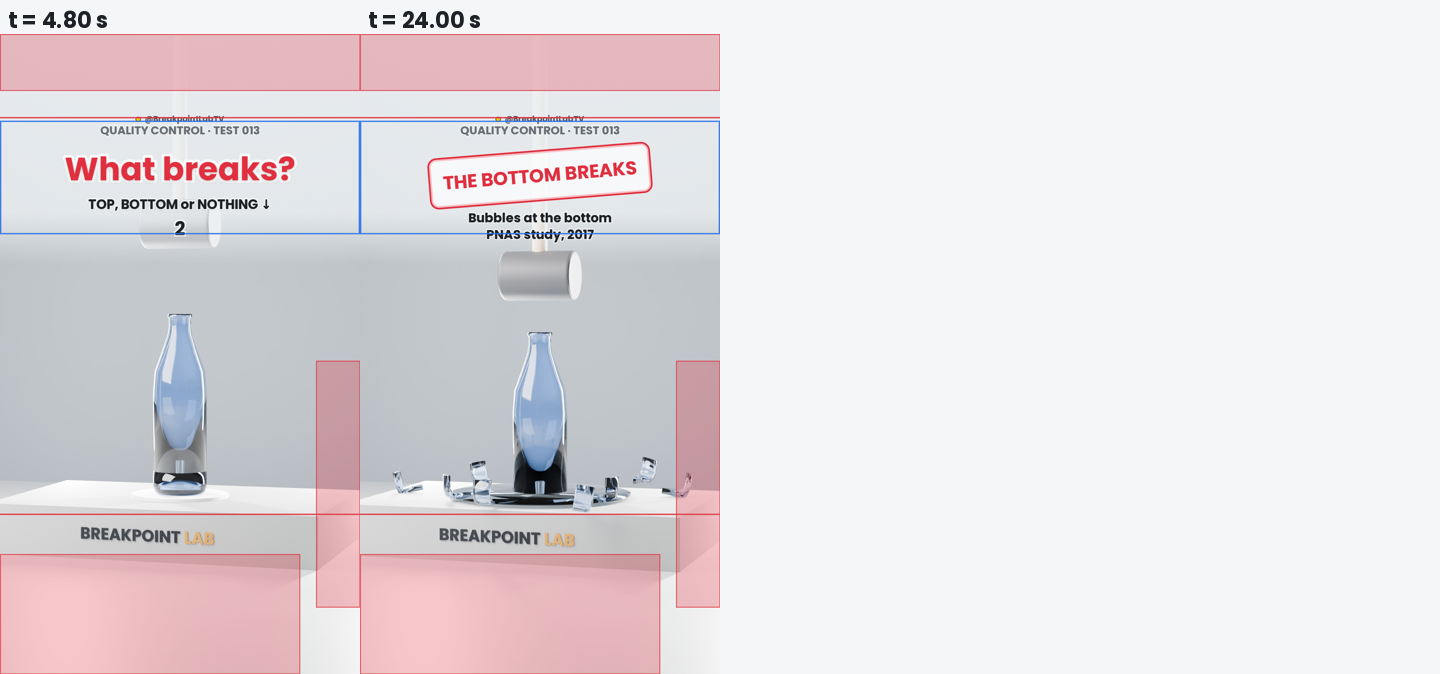 t = 4.80 s
@BreakpointLabTV
QUALITY CONTROL · TEST 013
What breaks?
TOP, BOTTOM or NOTHING ↓
2
BREAKPOINT LAB
t = 24.00 s
@BreakpointLabTV
QUALITY CONTROL · TEST 013
THE BOTTOM BREAKS
Bubbles at the bottom
PNAS study, 2017
BREAKPOINT LAB